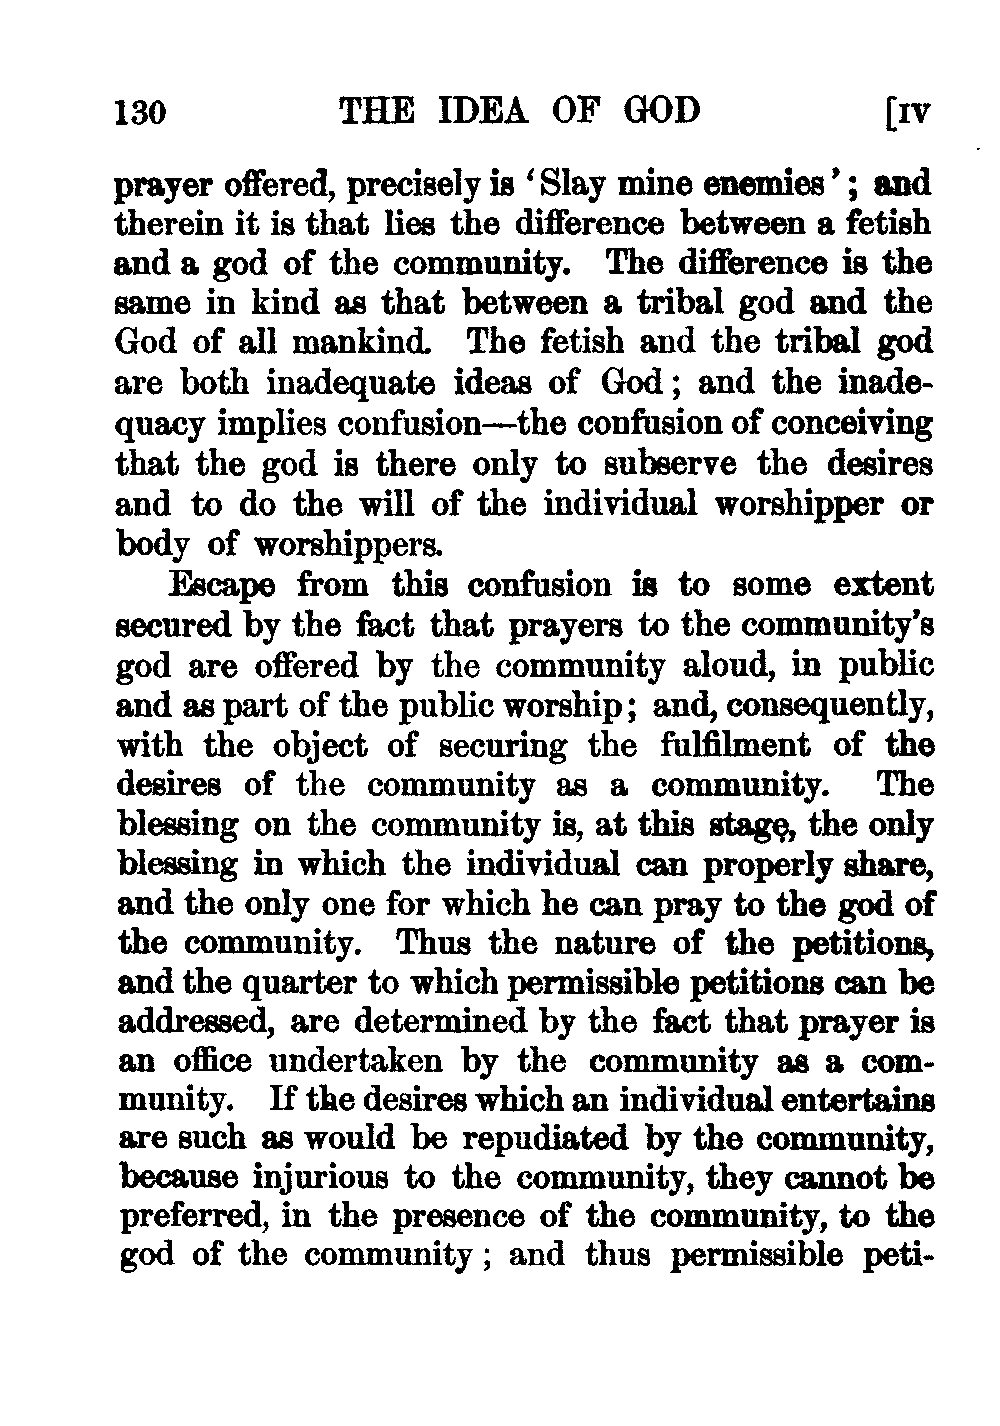 130 THE IDEA OF GOD [IV
prayer offered, precisely is ‘Slay mine enemies’; and
therein it is that lies the difference between a fetish
and a god of the community. The difference is the
same in kind as that between a tribal god and the
God of all mankind. The fetish and the tribal god
are both inadequate ideas of God; and the inade-
quacy implies confusion—the confusion of conceiving
that the god is there only to subserve the desires
and to do the will of the individual worshipper or
body of worshippers.
Escape from this confusion is to some extent
secured by the fact that prayers to the community's
god are offered by the community aloud, in public
and as part of the public worship; and, consequently,
with the object of securing the fulfilment of the
desires of the community as a community. The
blessing on the community is, at this stage, the only
blessing in which the individual can properly share,
and the only one for which he can pray to the god of
the community. Thus the nature of the petitions,
and the quarter to which permissible petitions can be
addressed, are determined by the fact that prayer is
an office undertaken by the community as a com-
munity. If the desires which an individual entertains
are such as would be repudiated by the community,
because injurious to the community, they cannot be
preferred, in the presence of the community, to the
god of the community; and thus permissible peti-